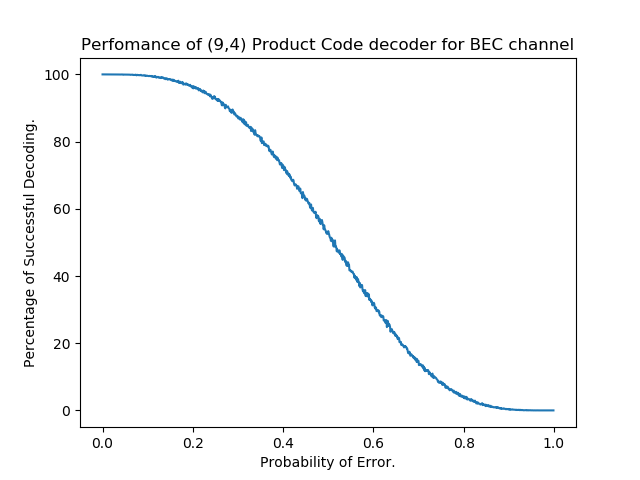 Perfomance of (9,4) Product Code decoder for BEC channel
100
80
60
40
20
0
Percentage of Successful Decoding.
0.0 0.2 0.4 0.6 0.8 1.0
Probability of Error.